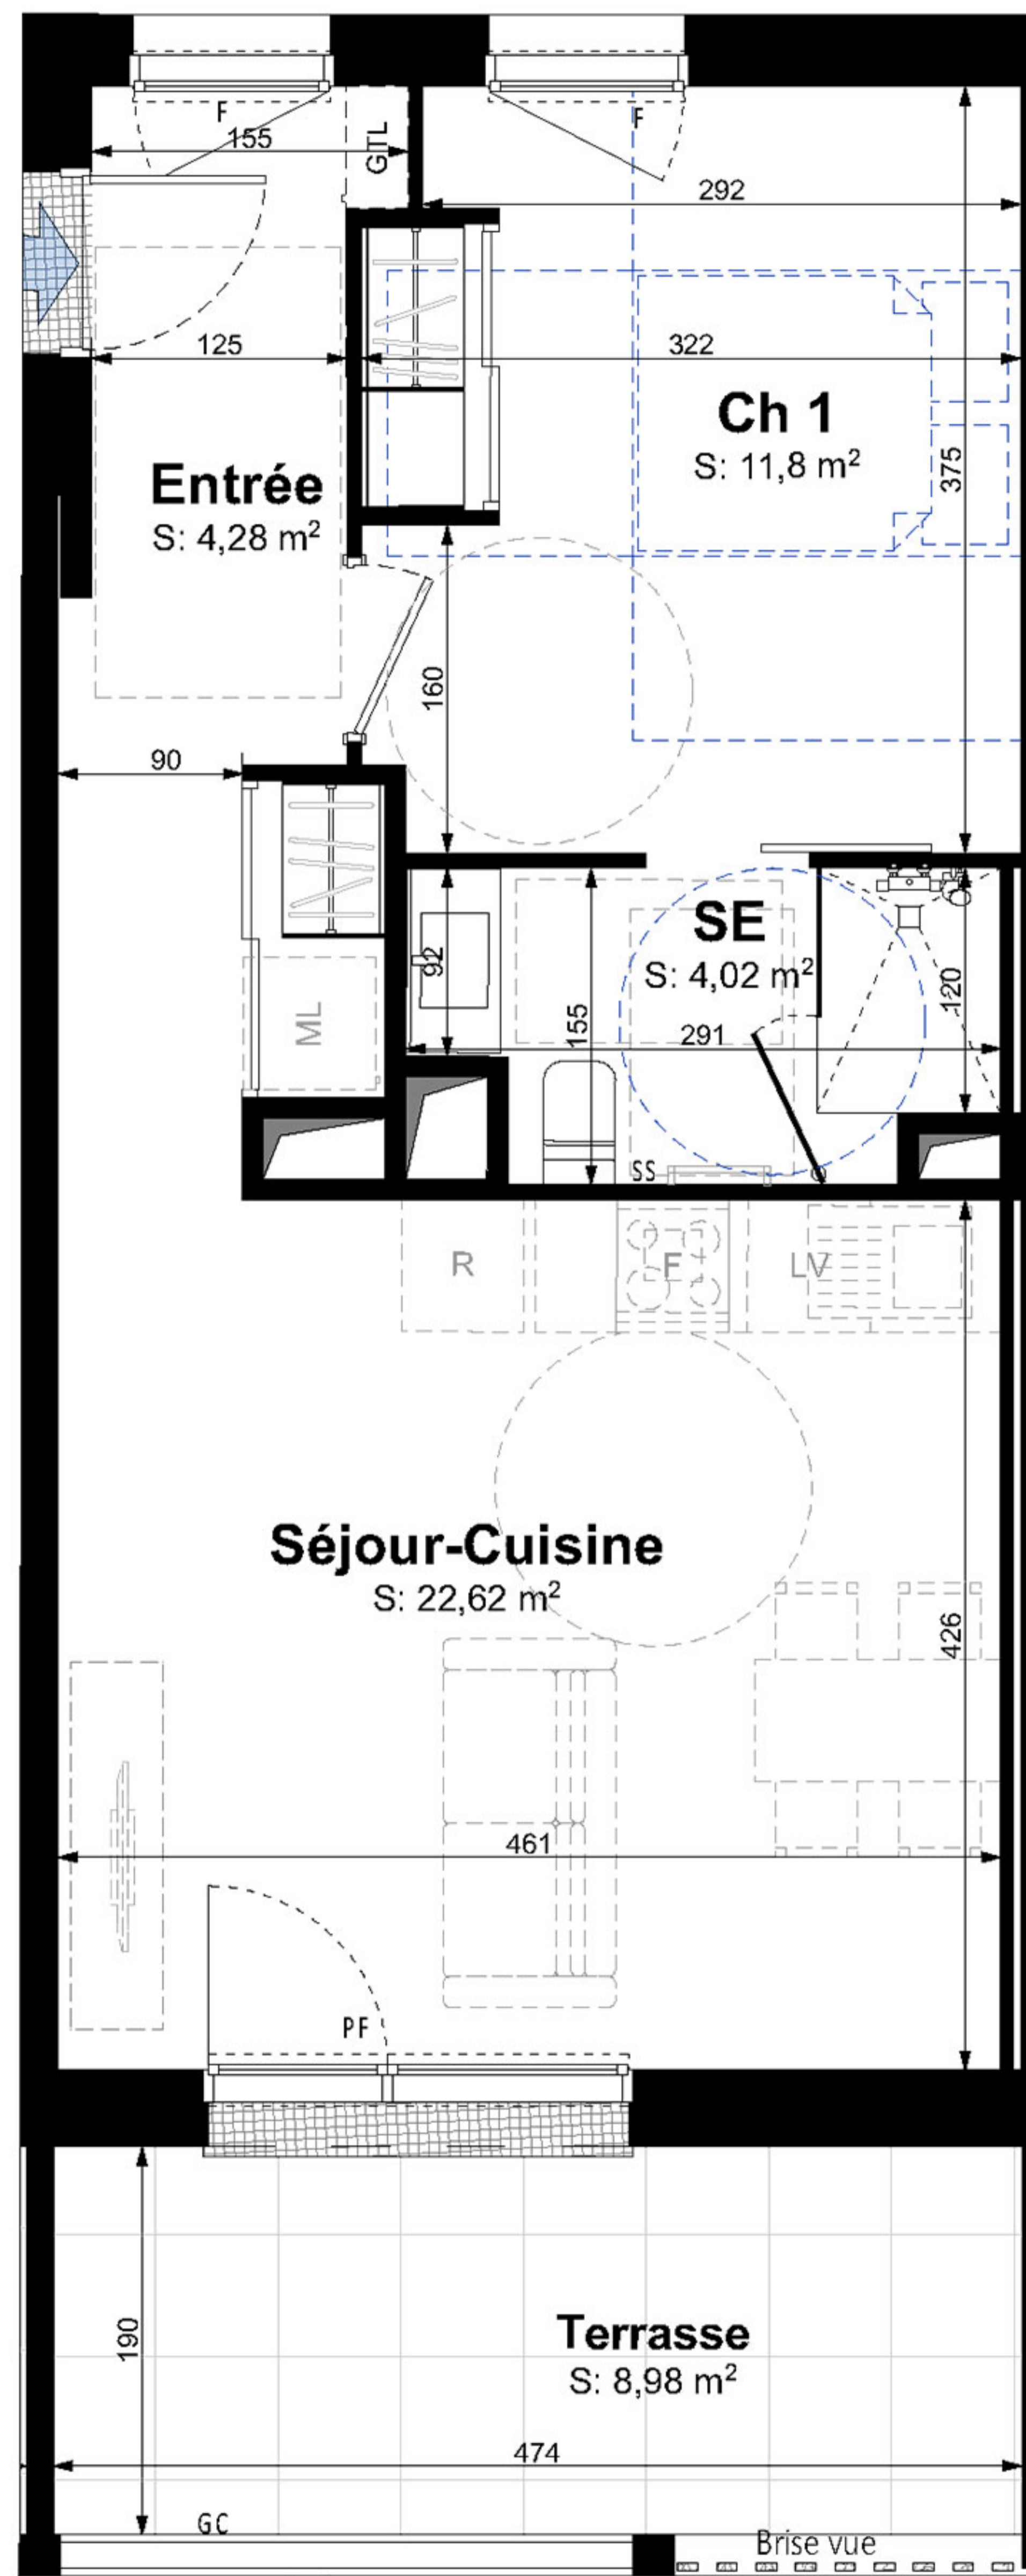 F
F
155
GTL
292
125
322
Ch 1
S: 11,8 m²
375
Entrée
S: 4,28 m²
160
90
SE
S: 4,02 m²
92
155
120
291
ML
SS
R
F
LV
Séjour-Cuisine
S: 22,62 m²
426
461
PF
190
Terrasse
S: 8,98 m²
474
GC
Brise vue